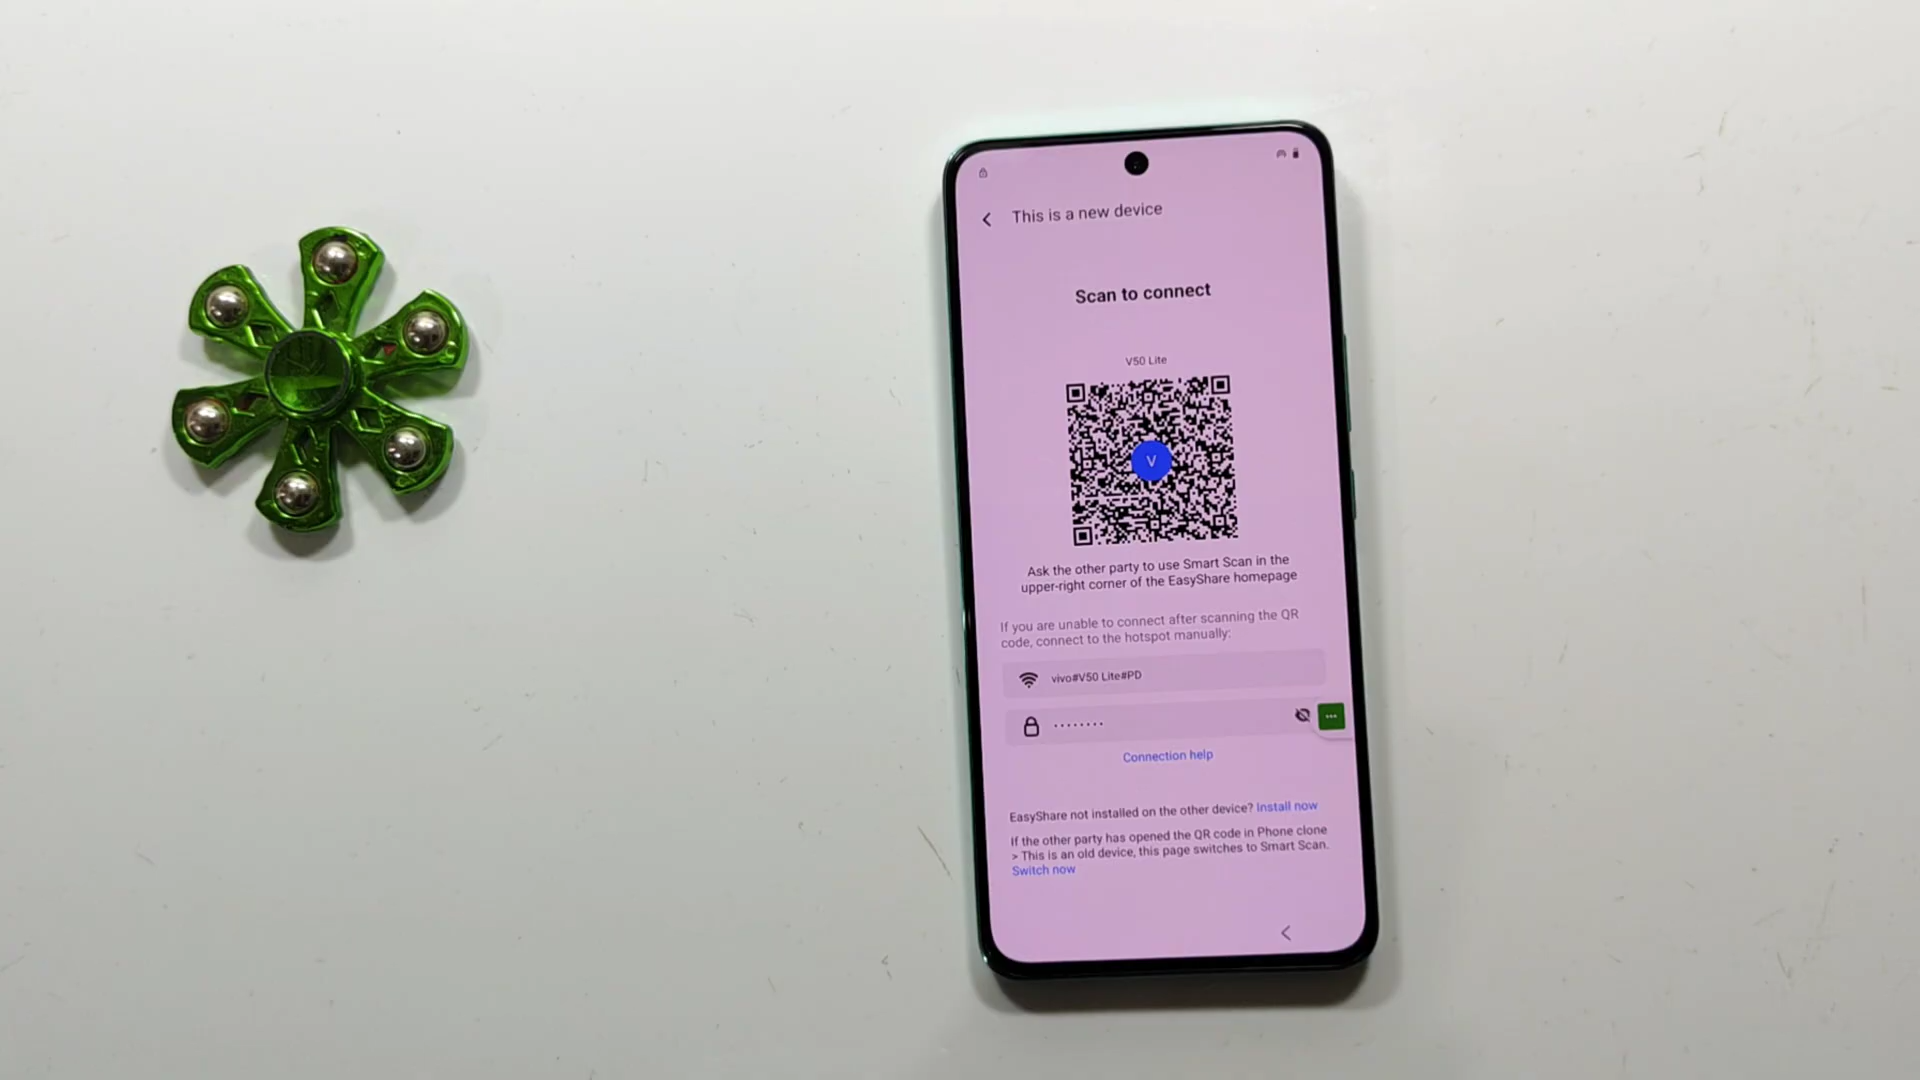 This is a new device
Scan to connect
V50 Lite
V
Ask the other party to use Smart Scan in the
upper-right corner of the EasyShare homepage
If you are unable to connect after scanning the QR
code, connect to the hotspot manually:
vivo#V50 Lite#PD
········
Connection help
EasyShare not installed on the other device? Install now
If the other party has opened the QR code in Phone clone
> This is an old device, this page switches to Smart Scan.
Switch now